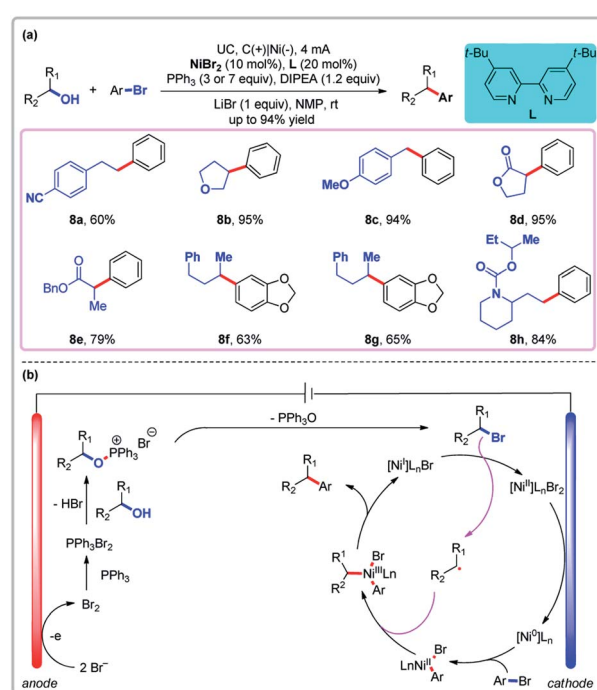 (a)
UC, C(+)|Ni(-), 4 mA
NiBr₂ (10 mol%), L (20 mol%)
PPh₃ (3 or 7 equiv), DIPEA (1.2 equiv)
LiBr (1 equiv), NMP, rt
up to 94% yield
R₁
R₂
OH
+
Ar–Br
R₁
R₂
Ar
t-Bu
t-Bu
N
N
L
CN
8a, 60%
O
8b, 95%
MeO
8c, 94%
O
O
8d, 95%
O
BnO
Me
8e, 79%
Ph
Me
O
O
8f, 63%
Ph
Me
O
O
8g, 65%
Et
Me
O
O
N
8h, 84%
(b)
- PPh₃O
R₁
R₂
O
P⁺Ph₃
Br⁻
- HBr
R₁
R₂
OH
PPh₃Br₂
PPh₃
Br₂
-e
2 Br⁻
anode
R₁
R₂
Br
[Niᴵ]LₙBr
[Niᴵᴵ]LₙBr₂
R₁
R₂
Ar
R¹
R²
Br
NiᴵᴵᴵLn
Ar
R₁
R₂
[Ni⁰]Lₙ
LnNiᴵᴵ
Br
Ar
Ar–Br
cathode